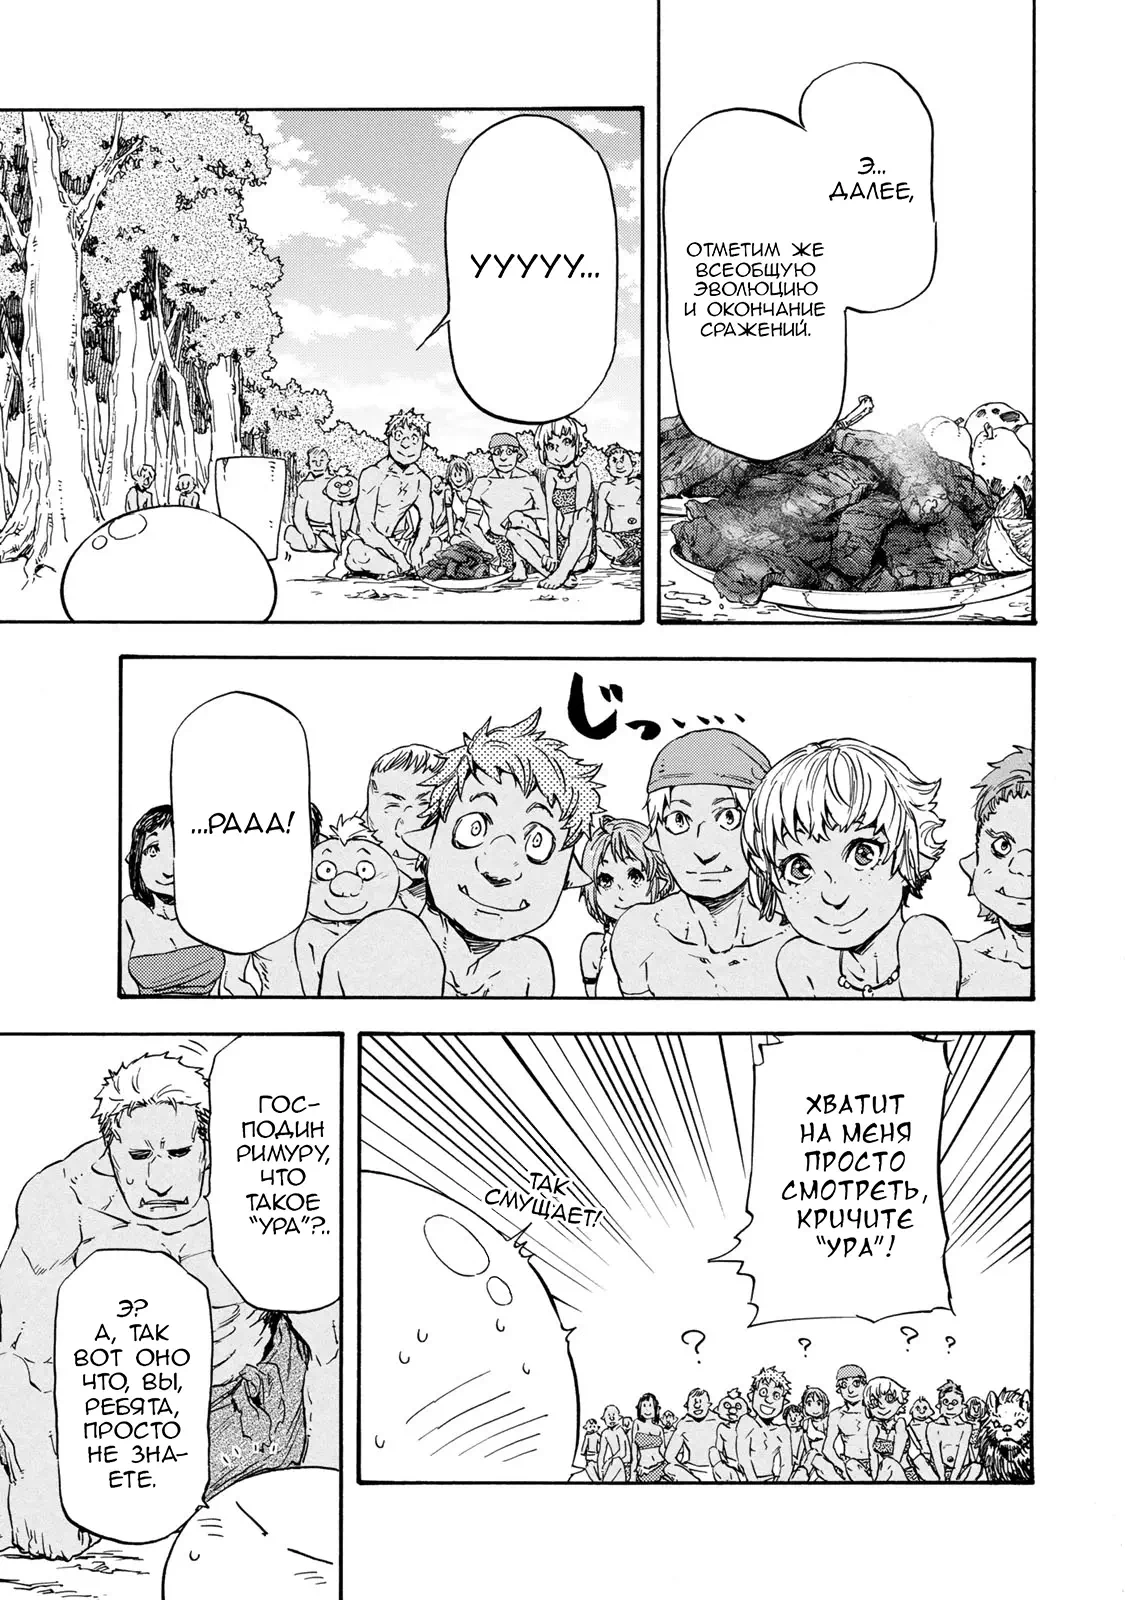 Э...
ДАЛЕЕ,
ОТМЕТИМ ЖЕ
ВСЕОБЩУЮ
ЭВОЛЮЦИЮ
И ОКОНЧАНИЕ
СРАЖЕНИЙ.
УУУУУ...
じっ、、、、
...РААА!
ХВАТИТ
НА МЕНЯ
ПРОСТО
СМОТРЕТЬ,
КРИЧИТЕ
"УРА"!
ТАК
СМУЩАЕТ!
?
?
?
?
ГОС-
ПОДИН
РИМУРУ,
ЧТО
ТАКОЕ
"УРА"?..
Э?
А, ТАК
ВОТ ОНО
ЧТО, ВЫ,
РЕБЯТА,
ПРОСТО
НЕ ЗНА-
ЕТЕ.